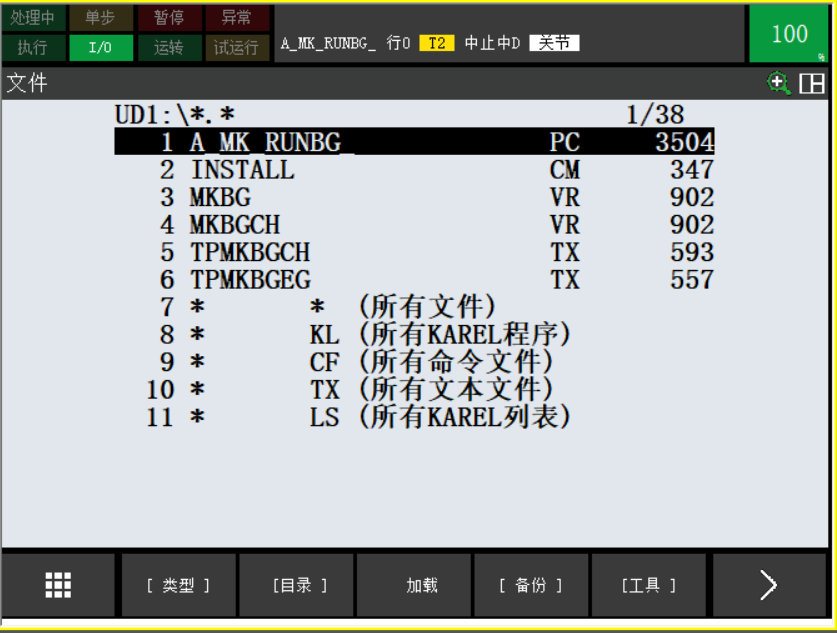 处理中 单步 暂停 异常
执行 I/O 运转 试运行 A_MK_RUNBG_ 行0 T2 中止中D 关节 100 %
文件
UD1:\*.* 1/38
1 A_MK_RUNBG_ PC 3504
2 INSTALL CM 347
3 MKBG VR 902
4 MKBGCH VR 902
5 TPMKBGCH TX 593
6 TPMKBGEG TX 557
7 * * (所有文件)
8 * KL (所有KAREL程序)
9 * CF (所有命令文件)
10 * TX (所有文本文件)
11 * LS (所有KAREL列表)
[ 类型 ] [目录 ] 加载 [ 备份 ] [工具 ]